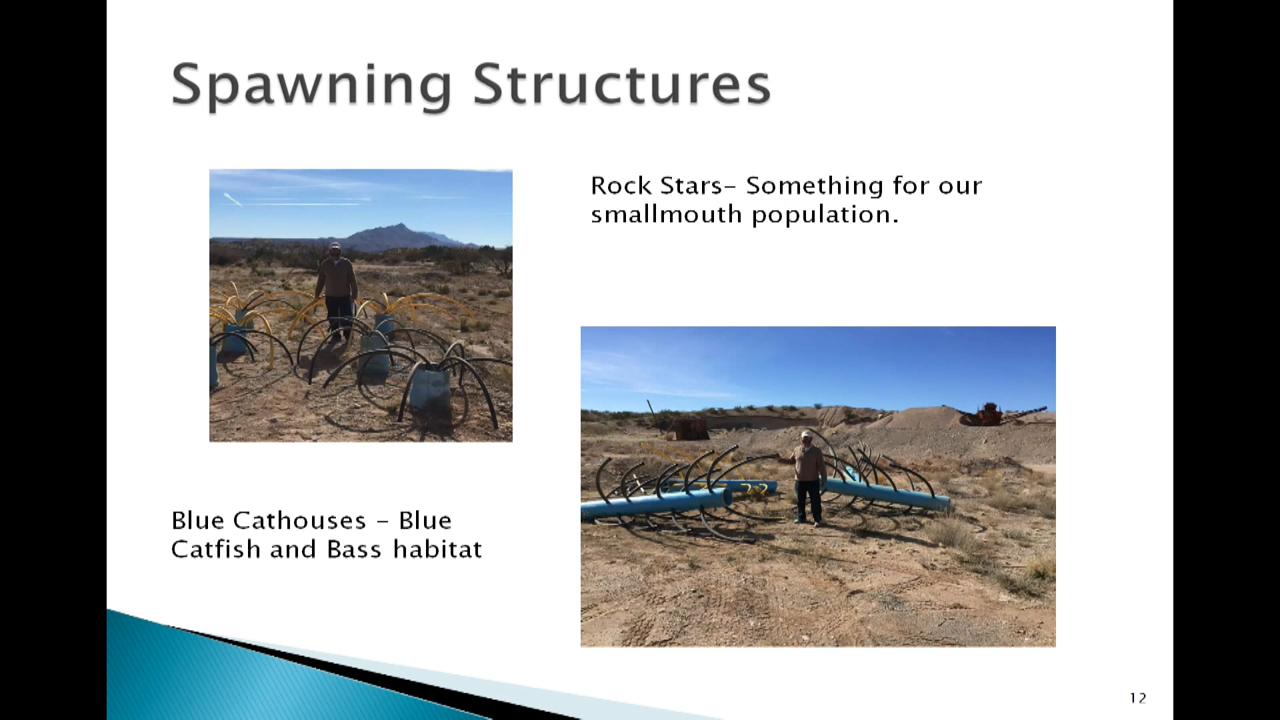 Spawning Structures
Rock Stars- Something for our
smallmouth population.
Blue Cathouses - Blue
Catfish and Bass habitat
12